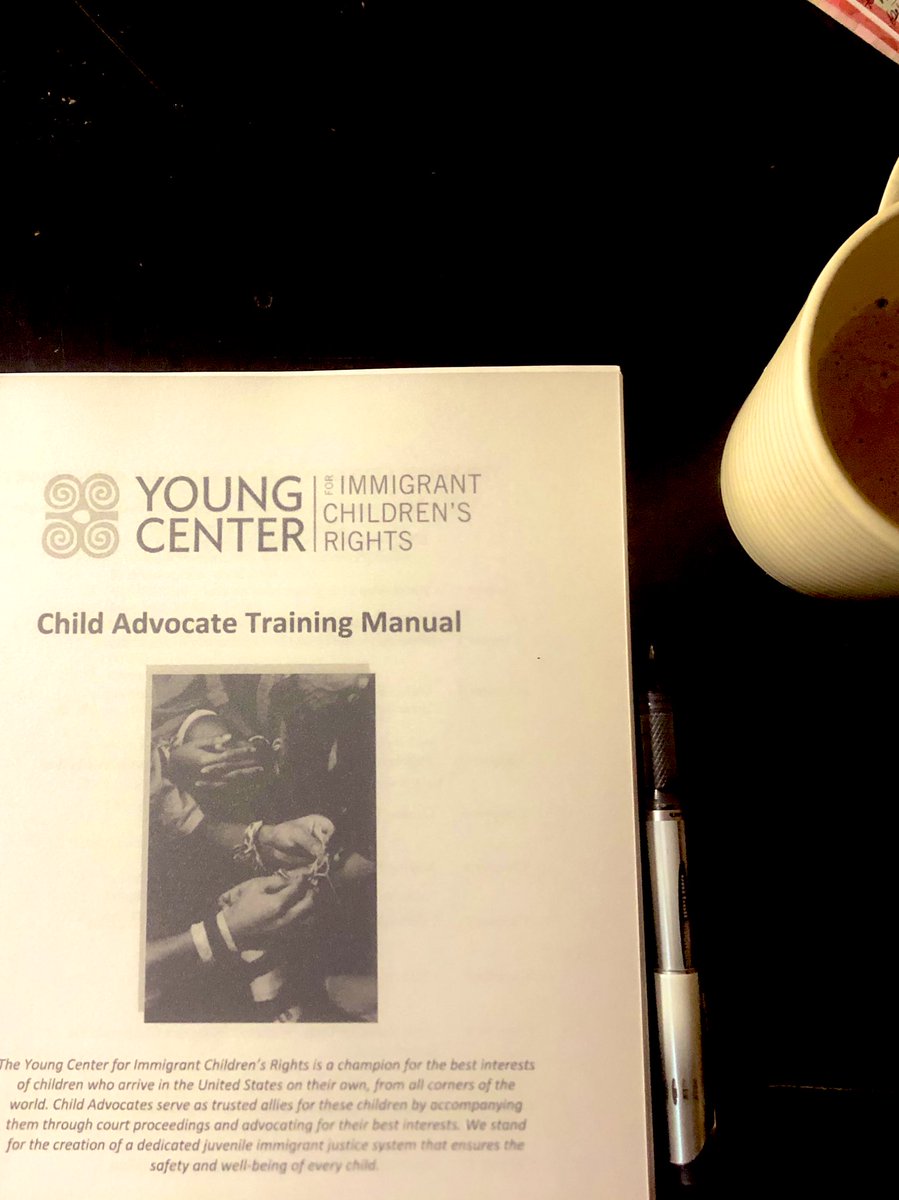 YOUNG CENTER
FOR IMMIGRANT CHILDREN'S RIGHTS
Child Advocate Training Manual
The Young Center for Immigrant Children's Rights is a champion for the best interests
of children who arrive in the United States on their own, from all corners of the
world. Child Advocates serve as trusted allies for these children by accompanying
them through court proceedings and advocating for their best interests. We stand
for the creation of a dedicated juvenile immigrant justice system that ensures the
safety and well-being of every child.